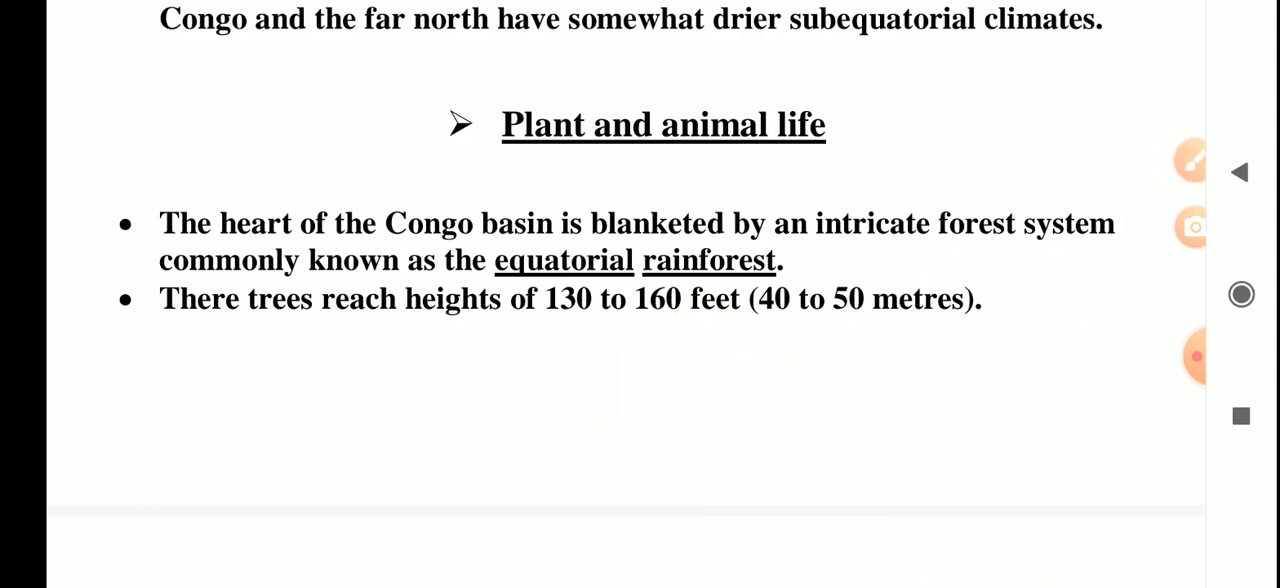 Congo and the far north have somewhat drier subequatorial climates.
➢ Plant and animal life
• The heart of the Congo basin is blanketed by an intricate forest system
commonly known as the equatorial rainforest.
• There trees reach heights of 130 to 160 feet (40 to 50 metres).